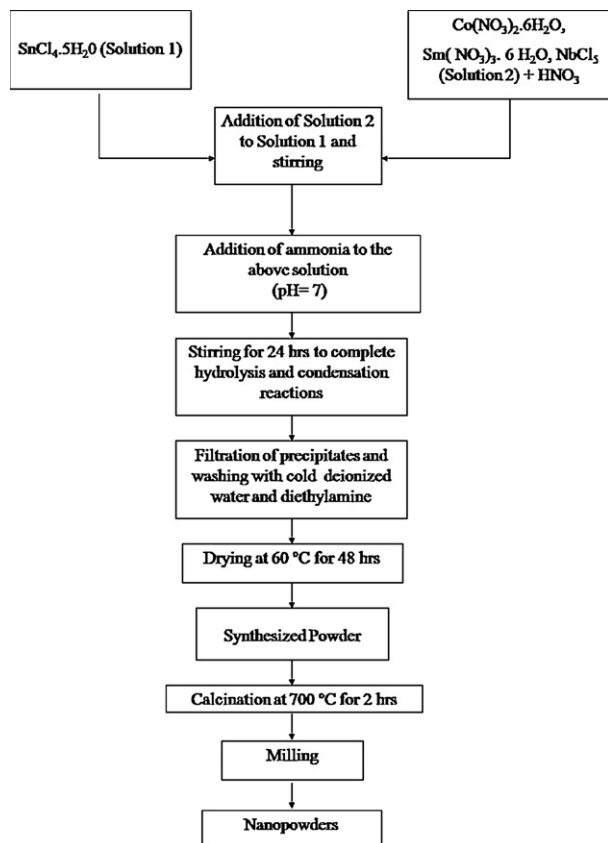 SnCl4.5H20 (Solution 1)
Co(NO3)2.6H2O,
Sm( NO3)3. 6 H2O, NbCl5
(Solution 2) + HNO3
Addition of Solution 2
to Solution 1 and
stirring
Addition of ammonia to the
above solution
(pH= 7)
Stirring for 24 hrs to complete
hydrolysis and condensation
reactions
Filtration of precipitates and
washing with cold deionized
water and diethylamine
Drying at 60 °C for 48 hrs
Synthesized Powder
Calcination at 700 °C for 2 hrs
Milling
Nanopowders